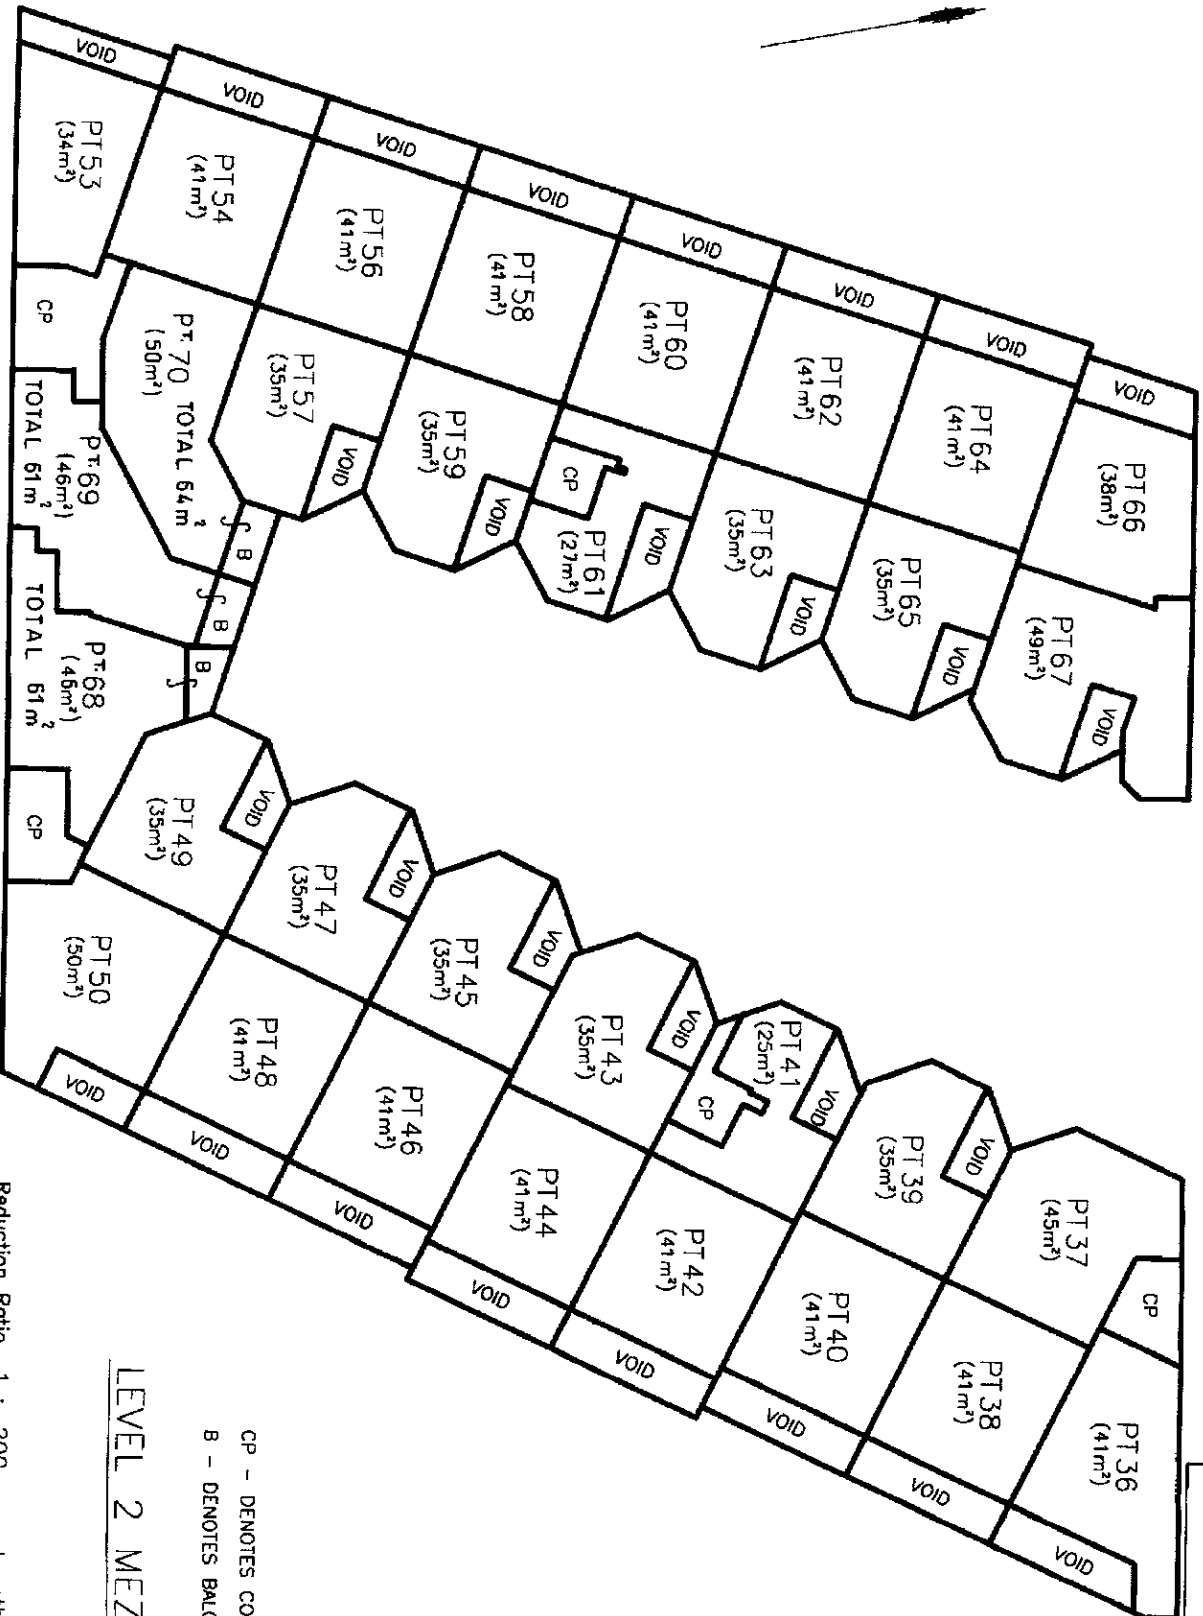 VOID
PT53
(34m²)
VOID
PT54
(41m²)
VOID
PT56
(41m²)
VOID
PT58
(41m²)
VOID
PT60
(41m²)
VOID
PT62
(41m²)
VOID
PT64
(41m²)
VOID
PT66
(38m²)
CP
PT.70 TOTAL 64m²
(50m²)
PT57
(35m²)
VOID
PT59
(35m²)
VOID
CP
PT61
(27m²)
VOID
PT63
(35m²)
VOID
PT65
(35m²)
VOID
PT67
(49m²)
VOID
PT.69
(46m²)
TOTAL 61m²
B
B
B
PT.68
(46m²)
TOTAL 61m²
CP
PT49
(35m²)
VOID
PT47
(35m²)
VOID
PT45
(35m²)
VOID
PT43
(35m²)
VOID
PT41
(25m²)
VOID
CP
PT39
(35m²)
VOID
PT37
(45m²)
CP
PT50
(50m²)
VOID
PT48
(41m²)
VOID
PT46
(41m²)
VOID
PT44
(41m²)
VOID
PT42
(41m²)
VOID
PT40
(41m²)
VOID
PT38
(41m²)
VOID
PT36
(41m²)
VOID
CP - DENOTES CO
B - DENOTES BAL
LEVEL 2 MEZ
Reduction Ratio 1:200